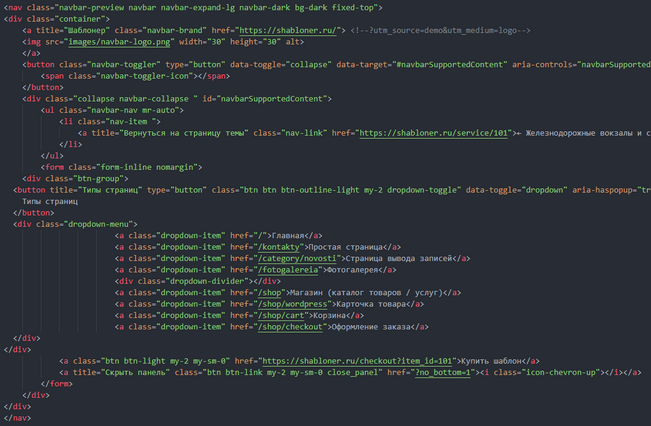 <nav class="navbar-preview navbar navbar-expand-lg navbar-dark bg-dark fixed-top">
<div class="container">
<a title="Шаблонер" class="navbar-brand" href="https://shabloner.ru/"> <!--?utm_source=demo&utm_medium=logo-->
<img src="images/navbar-logo.png" width="30" height="30" alt>
</a>
<button class="navbar-toggler" type="button" data-toggle="collapse" data-target="#navbarSupportedContent" aria-controls="navbarSupported
<span class="navbar-toggler-icon"></span>
</button>
<div class="collapse navbar-collapse " id="navbarSupportedContent">
<ul class="navbar-nav mr-auto">
<li class="nav-item ">
<a title="Вернуться на страницу темы" class="nav-link" href="https://shabloner.ru/service/101">← Железнодорожные вокзалы и с
</li>
</ul>
<form class="form-inline nomargin">
<div class="btn-group">
<button title="Типы страниц" type="button" class="btn btn btn-outline-light my-2 dropdown-toggle" data-toggle="dropdown" aria-haspopup="tr
Типы страниц
</button>
<div class="dropdown-menu">
<a class="dropdown-item" href="/">Главная</a>
<a class="dropdown-item" href="/kontakty">Простая страница</a>
<a class="dropdown-item" href="/category/novosti">Страница вывода записей</a>
<a class="dropdown-item" href="/fotogalereia">Фотогалерея</a>
<div class="dropdown-divider"></div>
<a class="dropdown-item" href="/shop">Магазин (каталог товаров / услуг)</a>
<a class="dropdown-item" href="/shop/wordpress">Карточка товара</a>
<a class="dropdown-item" href="/shop/cart">Корзина</a>
<a class="dropdown-item" href="/shop/checkout">Оформление заказа</a>
</div>
</div>
<a class="btn btn-light my-2 my-sm-0" href="https://shabloner.ru/checkout?item_id=101">Купить шаблон</a>
<a title="Скрыть панель" class="btn btn-link my-2 my-sm-0 close_panel" href="?no_bottom=1"><i class="icon-chevron-up"></i></a>
</form>
</div>
</div>
</nav>